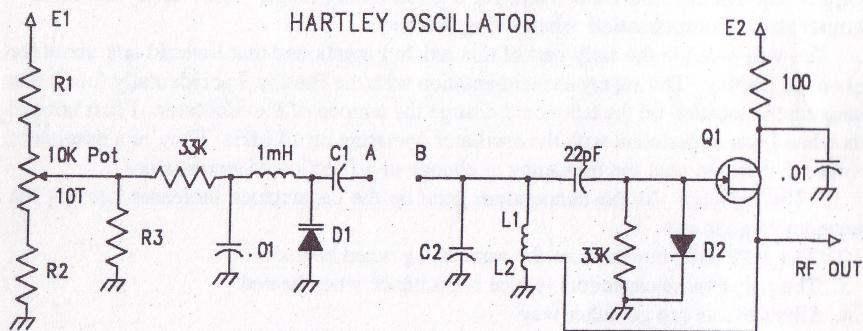 HARTLEY OSCILLATOR
E1
E2
R1
100
10K Pot
33K
1mH
C1
A
B
22pF
Q1
.01
10T
R3
.01
D1
C2
L1
L2
33K
D2
R2
RF OUT